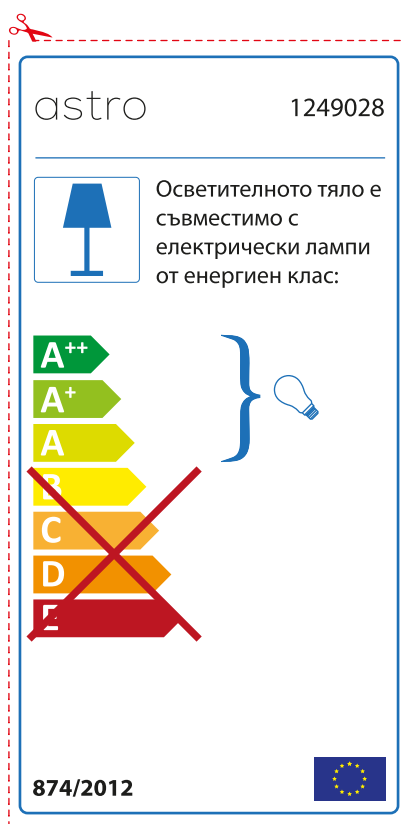 astro
1249028
Осветителното тяло е
съвместимо с
електрически лампи
от енергиен клас:
A++
A+
A
B
C
D
E
874/2012